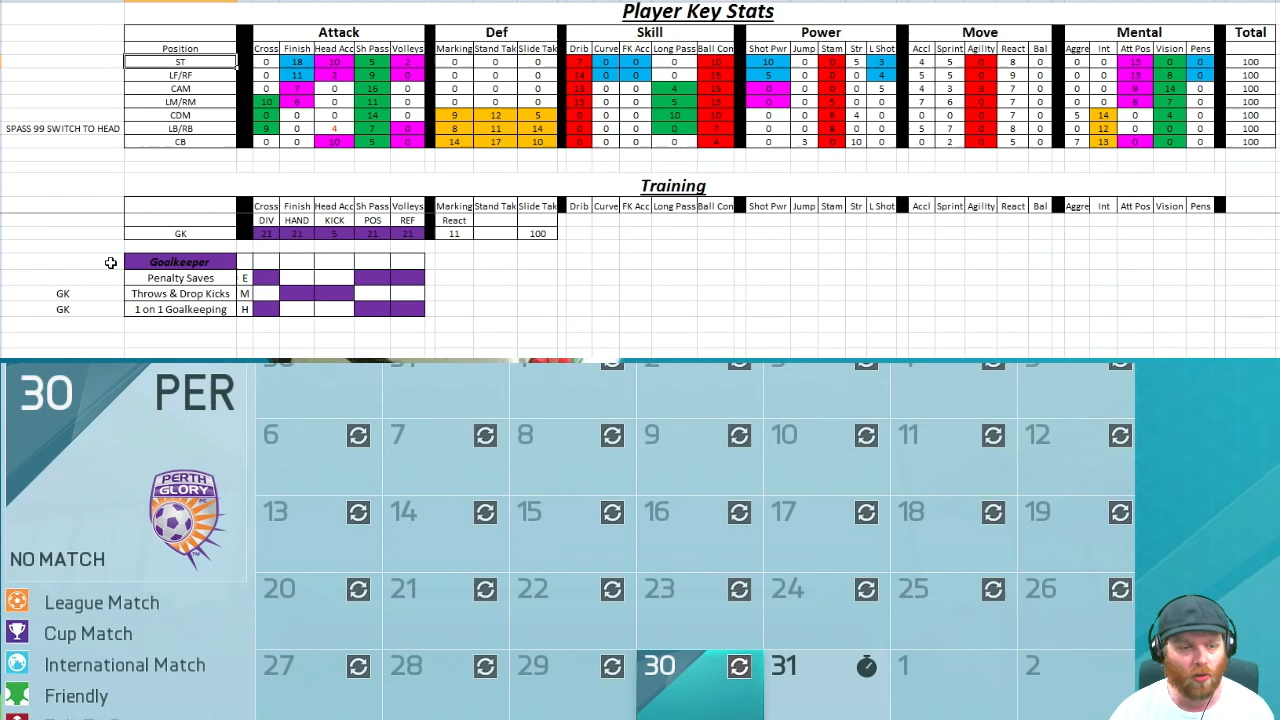 Player Key Stats
Attack Def Skill Power Move Mental Total
Position Cross Finish Head Acc Sh Pass Volleys Marking Stand Tak Slide Tak Drib Curve FK Acc Long Pass Ball Con Shot Pwr Jump Stam Str L Shot Accl Sprint Agility React Bal Aggre Int Att Pos Vision Pens
ST 0 18 10 5 2 0 0 0 7 0 0 0 10 10 0 0 5 3 4 5 0 8 0 0 0 13 0 0 100
LF/RF 0 11 2 9 0 0 0 0 14 0 0 0 15 5 0 0 0 4 5 5 0 9 0 0 0 13 8 0 100
CAM 0 7 0 16 0 0 0 0 13 0 0 4 15 0 0 0 0 0 4 3 3 7 0 0 0 9 14 0 100
LM/RM 10 6 0 11 0 0 0 0 15 0 0 5 13 0 0 5 0 0 7 6 0 7 0 0 0 8 7 0 100
CDM 0 0 0 14 0 9 12 5 0 0 0 10 10 0 0 6 4 0 0 0 0 7 0 5 14 0 4 0 100
SPASS 99 SWITCH TO HEAD LB/RB 9 0 4 7 0 8 11 14 0 0 0 0 7 0 0 8 0 0 5 7 0 8 0 0 12 0 0 0 100
CB 0 0 10 5 0 14 17 10 0 0 0 0 4 0 3 0 10 0 0 2 0 5 0 7 13 0 0 0 100
Training
Cross Finish Head Acc Sh Pass Volleys Marking Stand Tak Slide Tak Drib Curve FK Acc Long Pass Ball Con Shot Pwr Jump Stam Str L Shot Accl Sprint Agility React Bal Aggre Int Att Pos Vision Pens
DIV HAND KICK POS REF React
GK 21 21 5 21 21 11 100
Goalkeeper
Penalty Saves E
GK Throws & Drop Kicks M
GK 1 on 1 Goalkeeping H
30 PER
PERTH GLORY
NO MATCH
League Match
Cup Match
International Match
Friendly
6 7 8 9 10 11 12
13 14 15 16 17 18 19
20 21 22 23 24 25 26
27 28 29 30 31 1 2